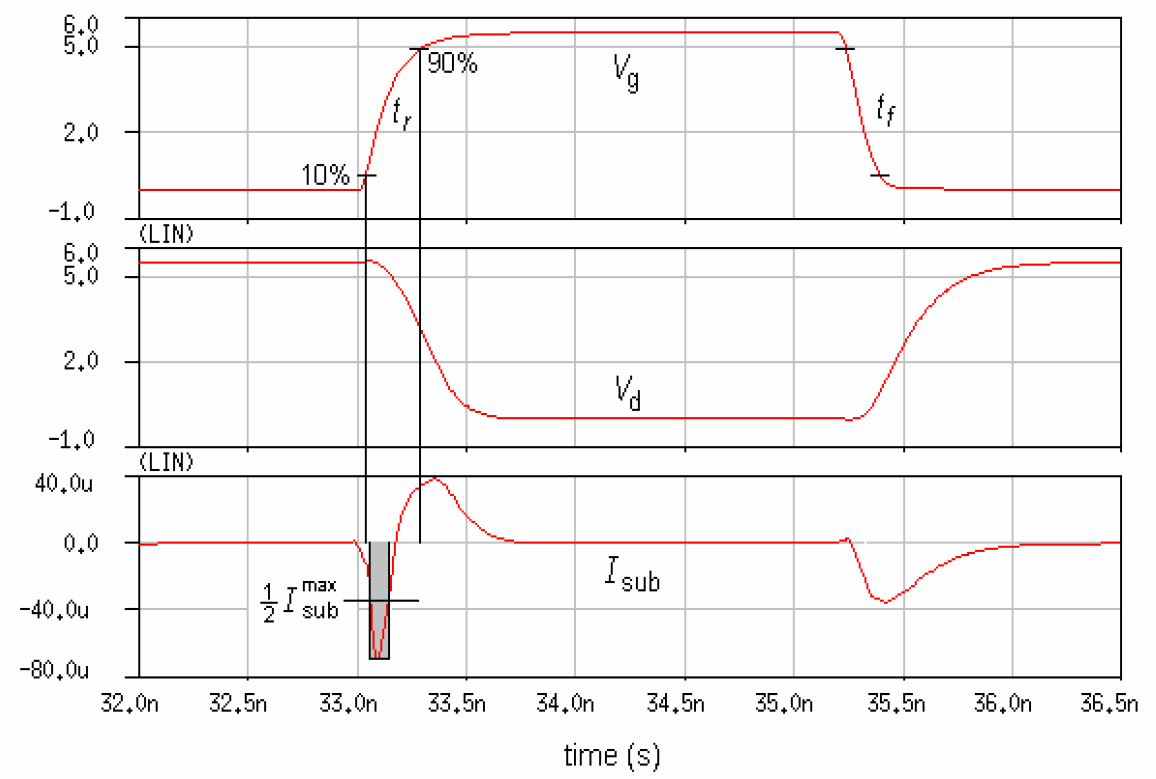 6.0
5.0
2.0
-1.0
90%
10%
tr
Vg
tf
(LIN)
6.0
5.0
2.0
-1.0
Vd
(LIN)
40.0u
0.0
-40.0u
-80.0u
1/2 I sub max
I sub
32.0n 32.5n 33.0n 33.5n 34.0n 34.5n 35.0n 35.5n 36.0n 36.5n
time (s)